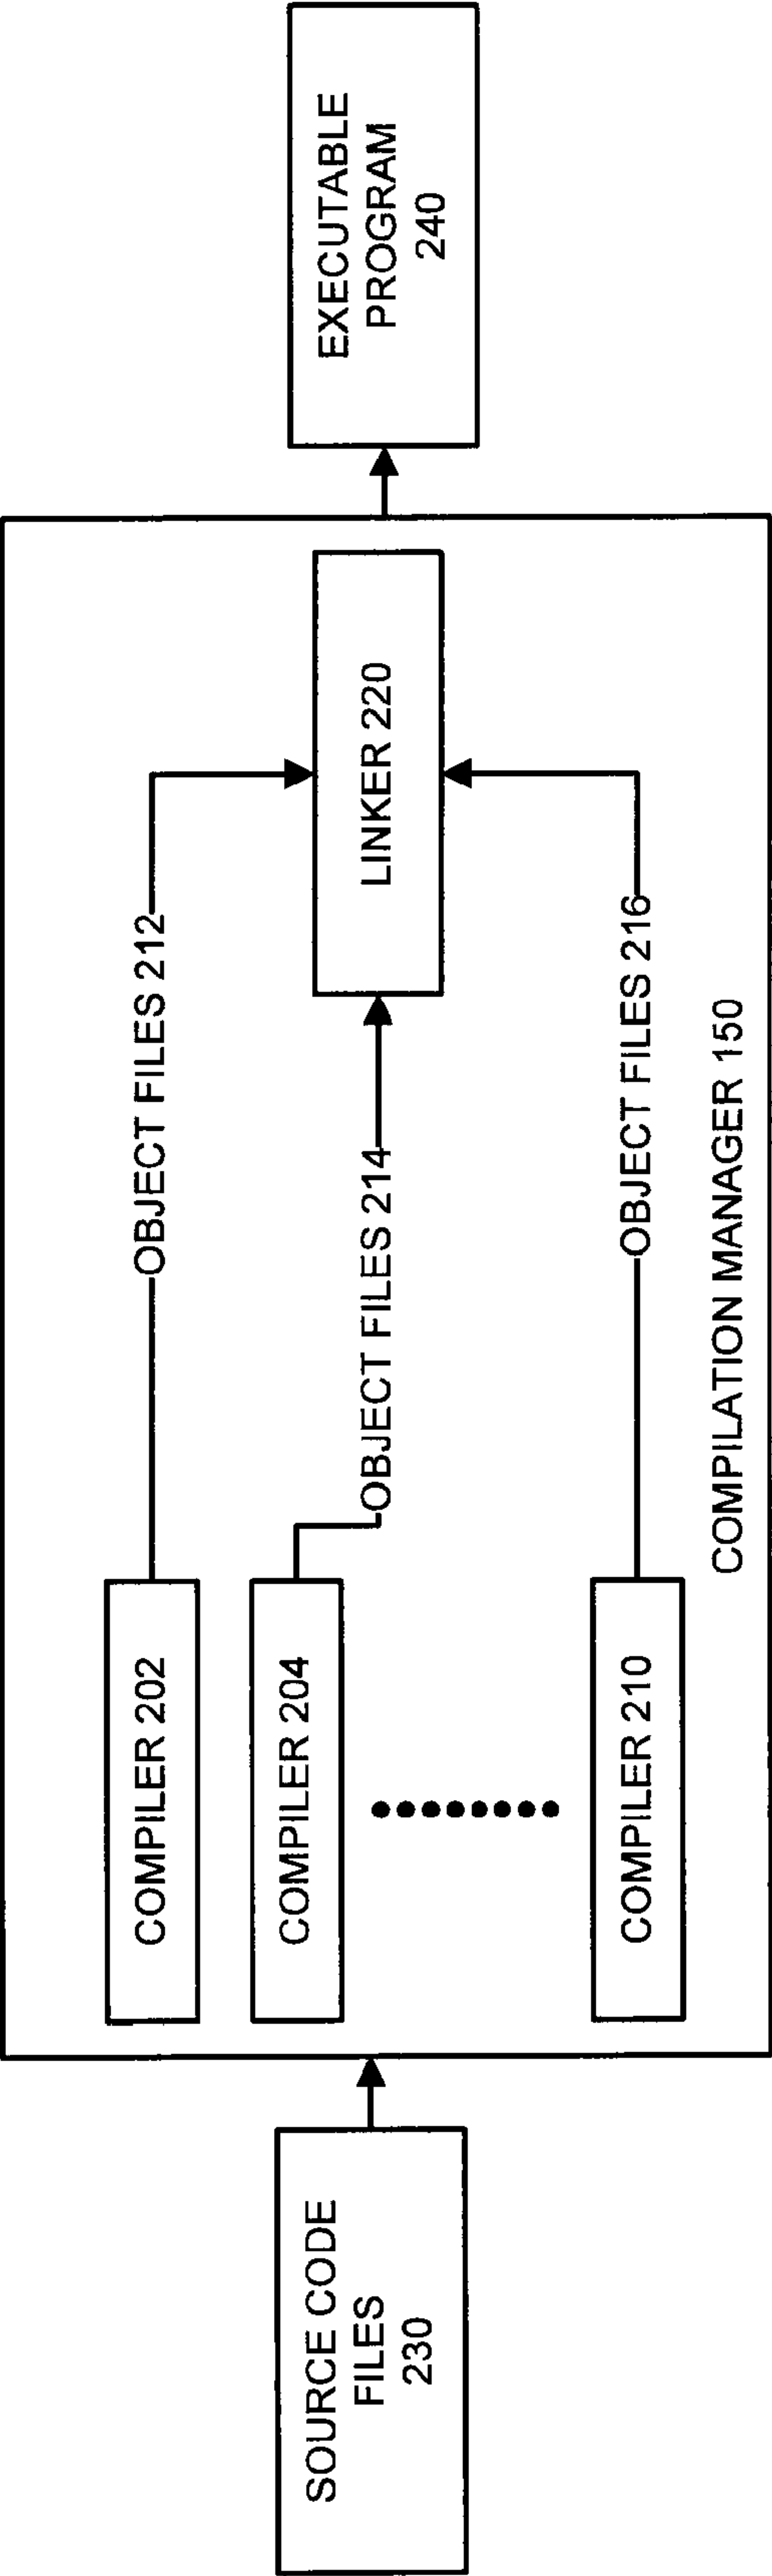 SOURCE CODE
FILES
230
COMPILER 202
COMPILER 204
COMPILER 210
OBJECT FILES 212
OBJECT FILES 214
OBJECT FILES 216
LINKER 220
COMPILATION MANAGER 150
EXECUTABLE
PROGRAM
240